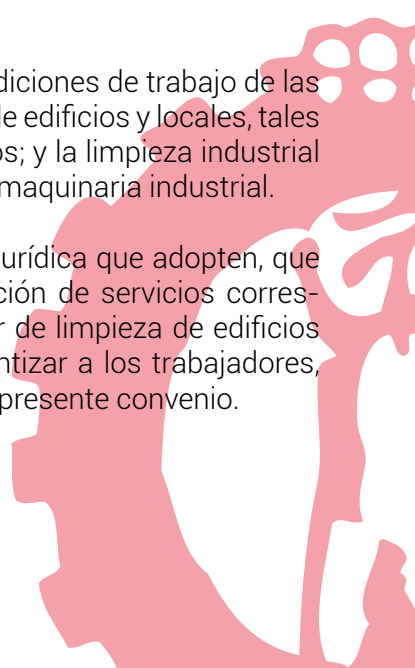 diciones de trabajo de las
de edificios y locales, tales
os; y la limpieza industrial
maquinaria industrial.
urídica que adopten, que
ción de servicios corres-
r de limpieza de edificios
ntizar a los trabajadores,
presente convenio.